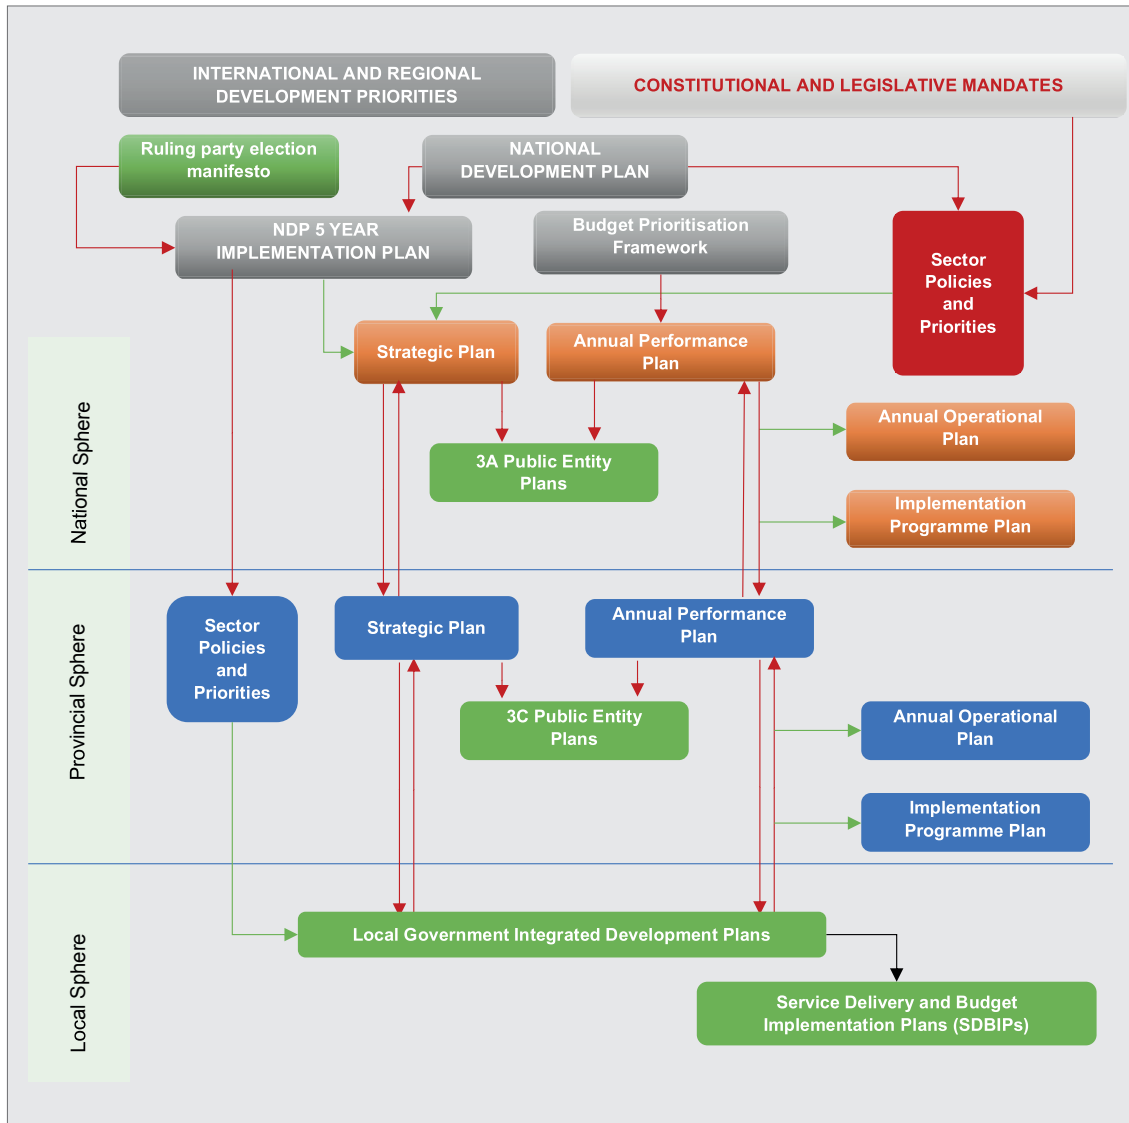 INTERNATIONAL AND REGIONAL
DEVELOPMENT PRIORITIES
CONSTITUTIONAL AND LEGISLATIVE MANDATES
Ruling party election
manifesto
NATIONAL
DEVELOPMENT PLAN
NDP 5 YEAR
IMPLEMENTATION PLAN
Budget Prioritisation
Framework
Sector
Policies
and
Priorities
National Sphere
Strategic Plan
Annual Performance
Plan
Annual Operational
Plan
3A Public Entity
Plans
Implementation
Programme Plan
Provincial Sphere
Sector
Policies
and
Priorities
Strategic Plan
Annual Performance
Plan
3C Public Entity
Plans
Annual Operational
Plan
Implementation
Programme Plan
Local Sphere
Local Government Integrated Development Plans
Service Delivery and Budget
Implementation Plans (SDBIPs)